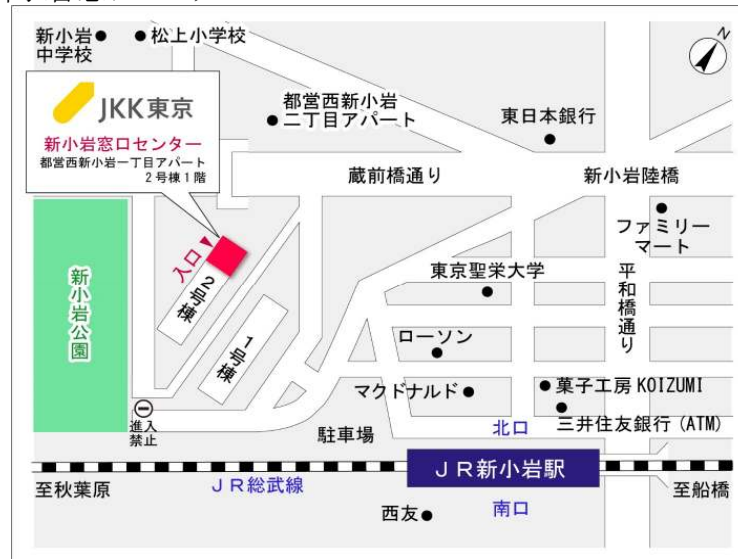 新小岩
中学校
松上小学校
N
JKK東京
新小岩窓口センター
都営西新小岩一丁目アパート
2号棟1階
都営西新小岩
二丁目アパート
東日本銀行
蔵前橋通り
新小岩陸橋
ファミリー
マート
入口
2号棟
1号棟
新小岩公園
東京聖栄大学
平和橋通り
ローソン
マクドナルド
菓子工房 KOIZUMI
三井住友銀行 (ATM)
進入
禁止
駐車場
北口
JR新小岩駅
至秋葉原
JR総武線
至船橋
西友
南口